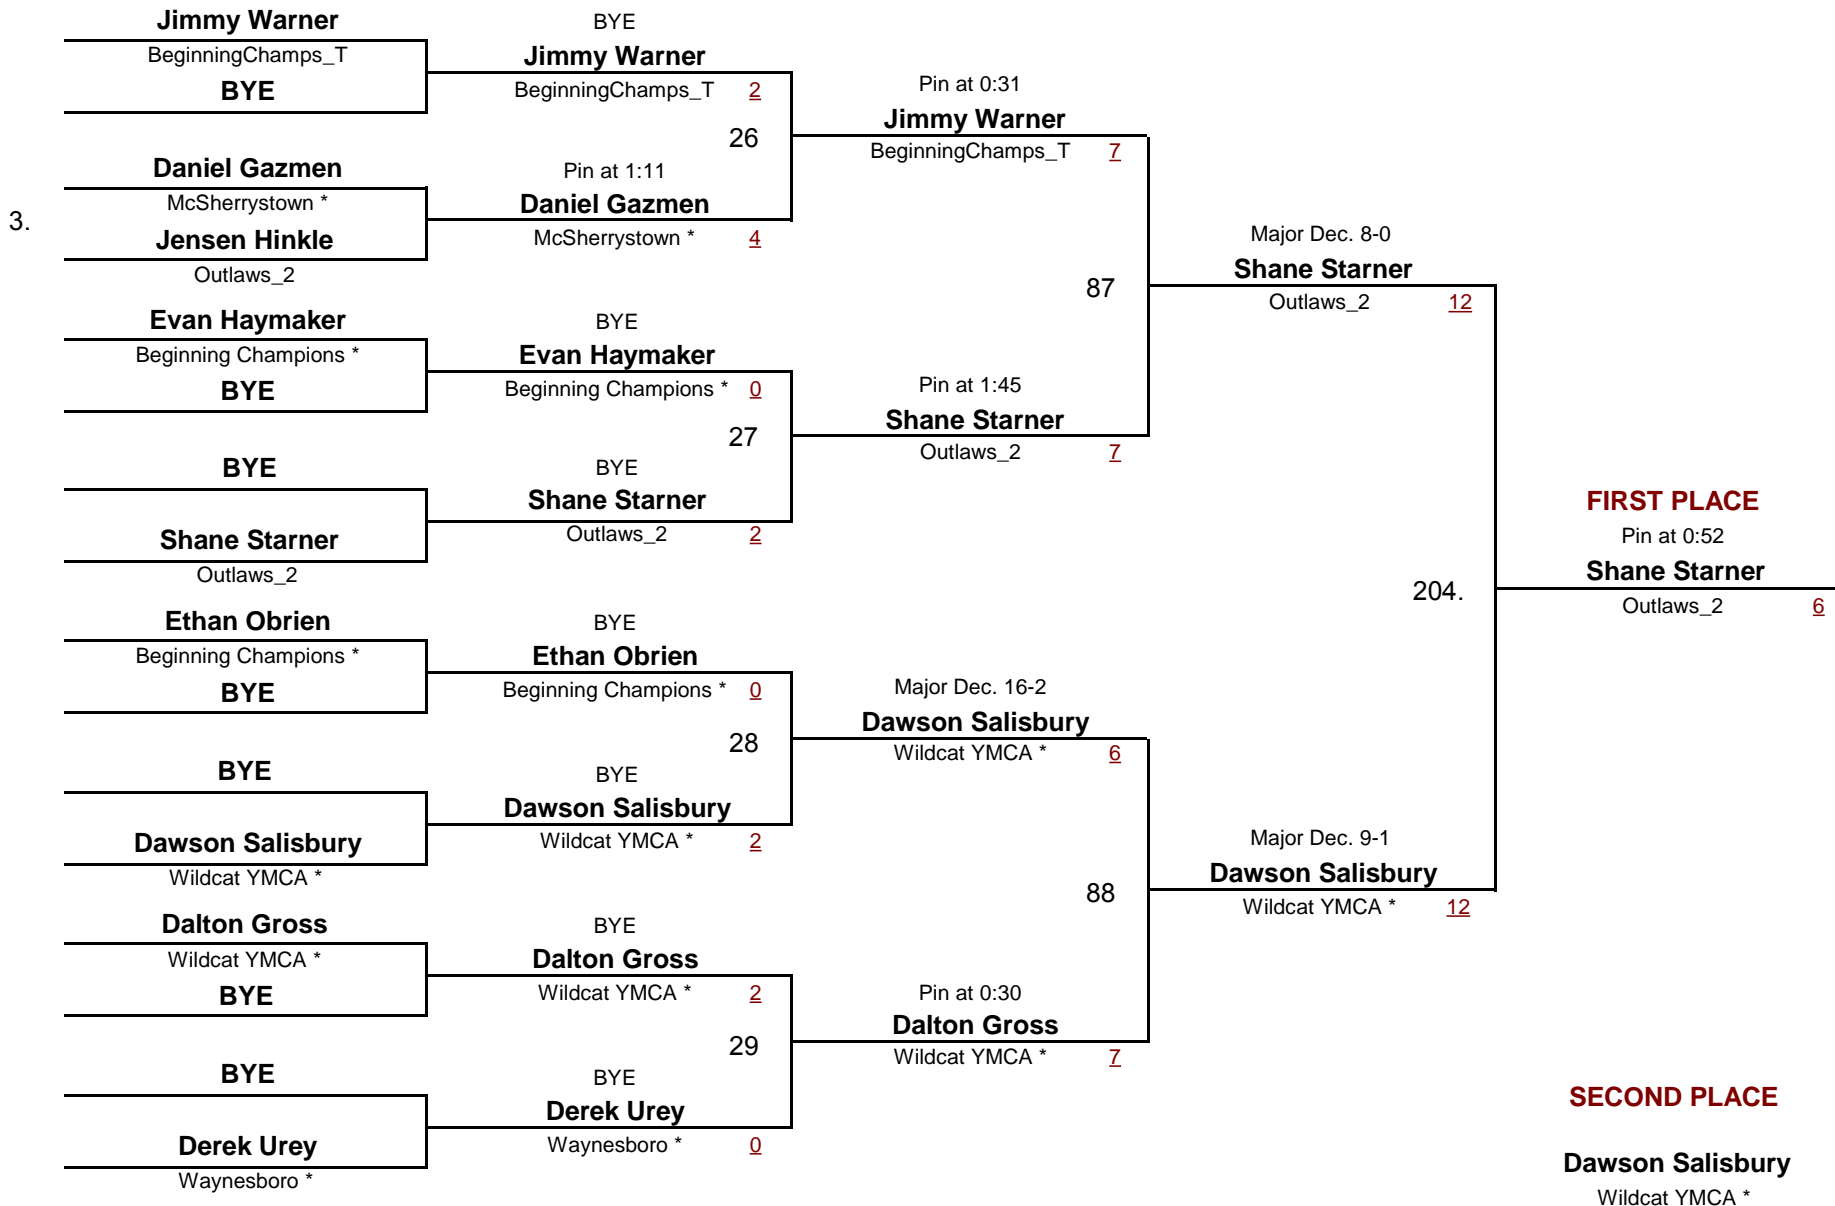 Jimmy Warner
BeginningChamps_T
BYE
3.
Daniel Gazmen
McSherrystown *
Jensen Hinkle
Outlaws_2
Evan Haymaker
Beginning Champions *
BYE
BYE
Shane Starner
Outlaws_2
Ethan Obrien
Beginning Champions *
BYE
BYE
Dawson Salisbury
Wildcat YMCA *
Dalton Gross
Wildcat YMCA *
BYE
BYE
Derek Urey
Waynesboro *
BYE
Jimmy Warner
BeginningChamps_T 2
26
Pin at 1:11
Daniel Gazmen
McSherrystown * 4
BYE
Evan Haymaker
Beginning Champions * 0
27
BYE
Shane Starner
Outlaws_2 2
BYE
Ethan Obrien
Beginning Champions * 0
28
BYE
Dawson Salisbury
Wildcat YMCA * 2
BYE
Dalton Gross
Wildcat YMCA * 2
29
BYE
Derek Urey
Waynesboro * 0
Pin at 0:31
Jimmy Warner
BeginningChamps_T 7
87
Pin at 1:45
Shane Starner
Outlaws_2 7
Major Dec. 16-2
Dawson Salisbury
Wildcat YMCA * 6
88
Pin at 0:30
Dalton Gross
Wildcat YMCA * 7
Major Dec. 8-0
Shane Starner
Outlaws_2 12
204.
Major Dec. 9-1
Dawson Salisbury
Wildcat YMCA * 12
FIRST PLACE
Pin at 0:52
Shane Starner
Outlaws_2 6
SECOND PLACE
Dawson Salisbury
Wildcat YMCA *